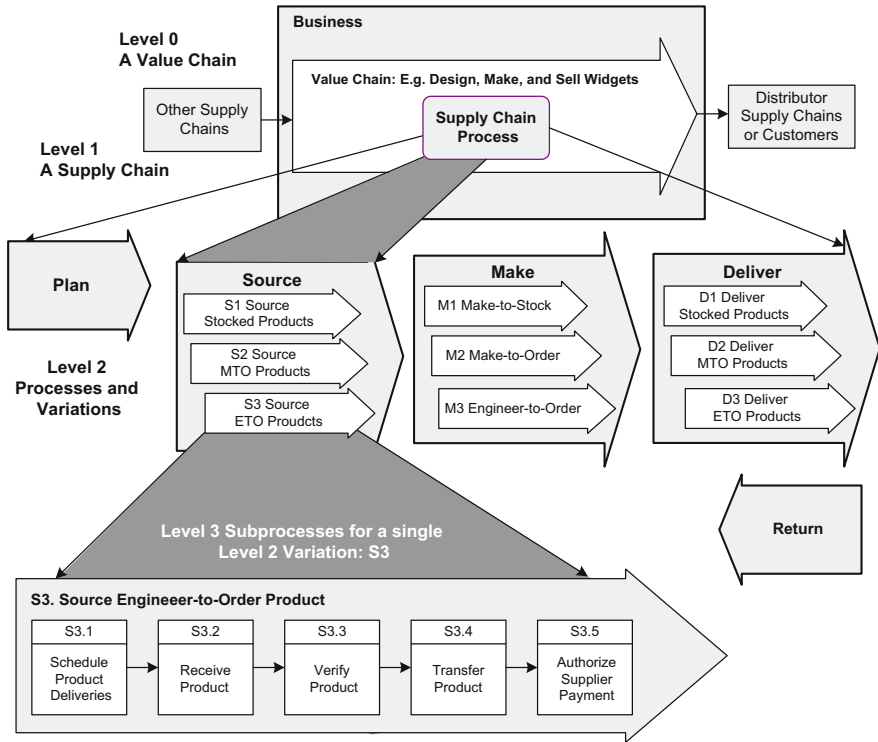 Level 0
A Value Chain
Business
Value Chain: E.g. Design, Make, and Sell Widgets
Other Supply
Chains
Supply Chain
Process
Distributor
Supply Chains
or Customers
Level 1
A Supply Chain
Plan
Source
S1 Source
Stocked Products
S2 Source
MTO Products
S3 Source
ETO Proudcts
Make
M1 Make-to-Stock
M2 Make-to-Order
M3 Engineer-to-Order
Deliver
D1 Deliver
Stocked Products
D2 Deliver
MTO Products
D3 Deliver
ETO Products
Level 2
Processes and
Variations
Return
Level 3 Subprocesses for a single
Level 2 Variation: S3
S3. Source Engineeer-to-Order Product
S3.1
Schedule
Product
Deliveries
S3.2
Receive
Product
S3.3
Verify
Product
S3.4
Transfer
Product
S3.5
Authorize
Supplier
Payment